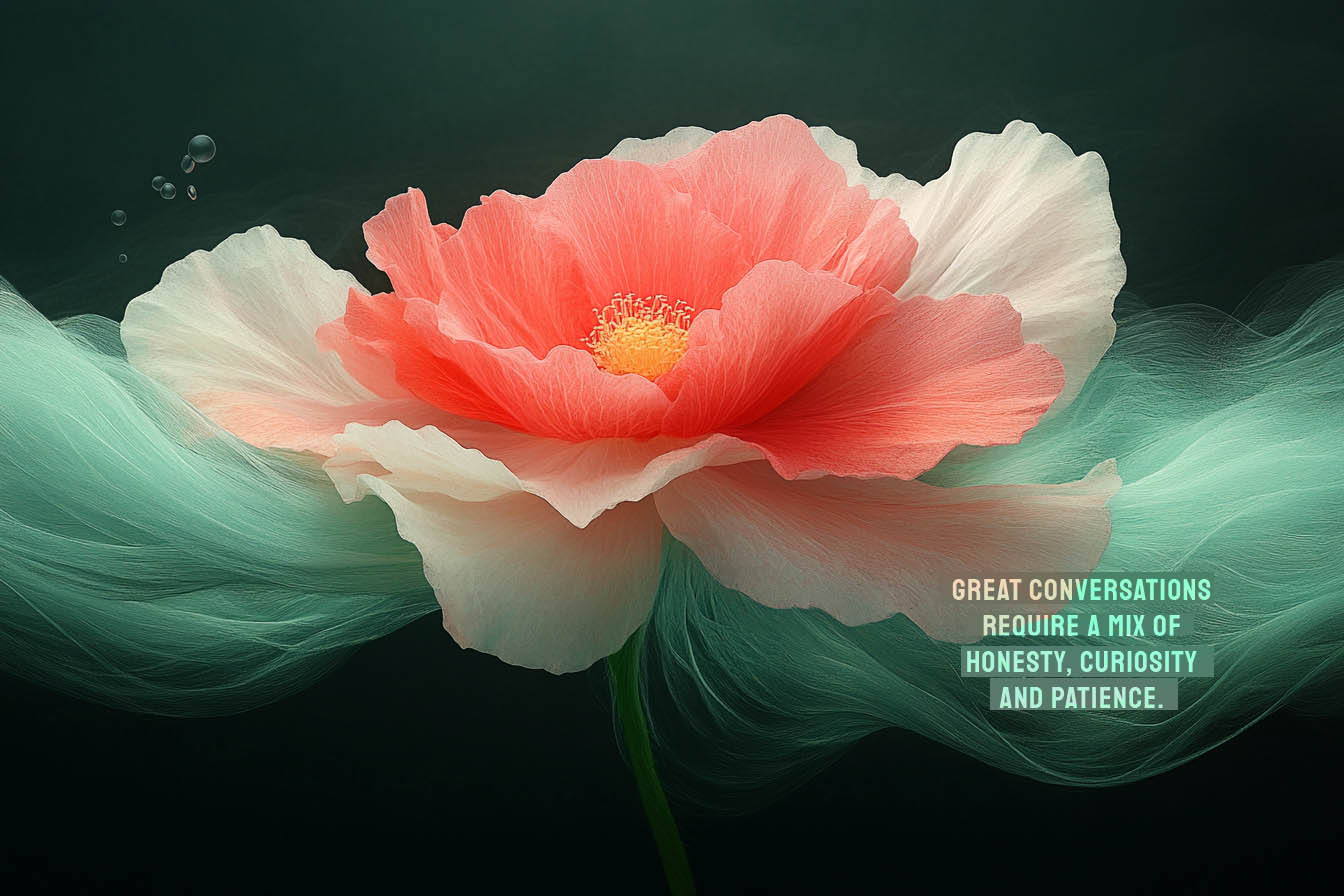 GREAT CONVERSATIONS
REQUIRE A MIX OF
HONESTY, CURIOSITY
AND PATIENCE.